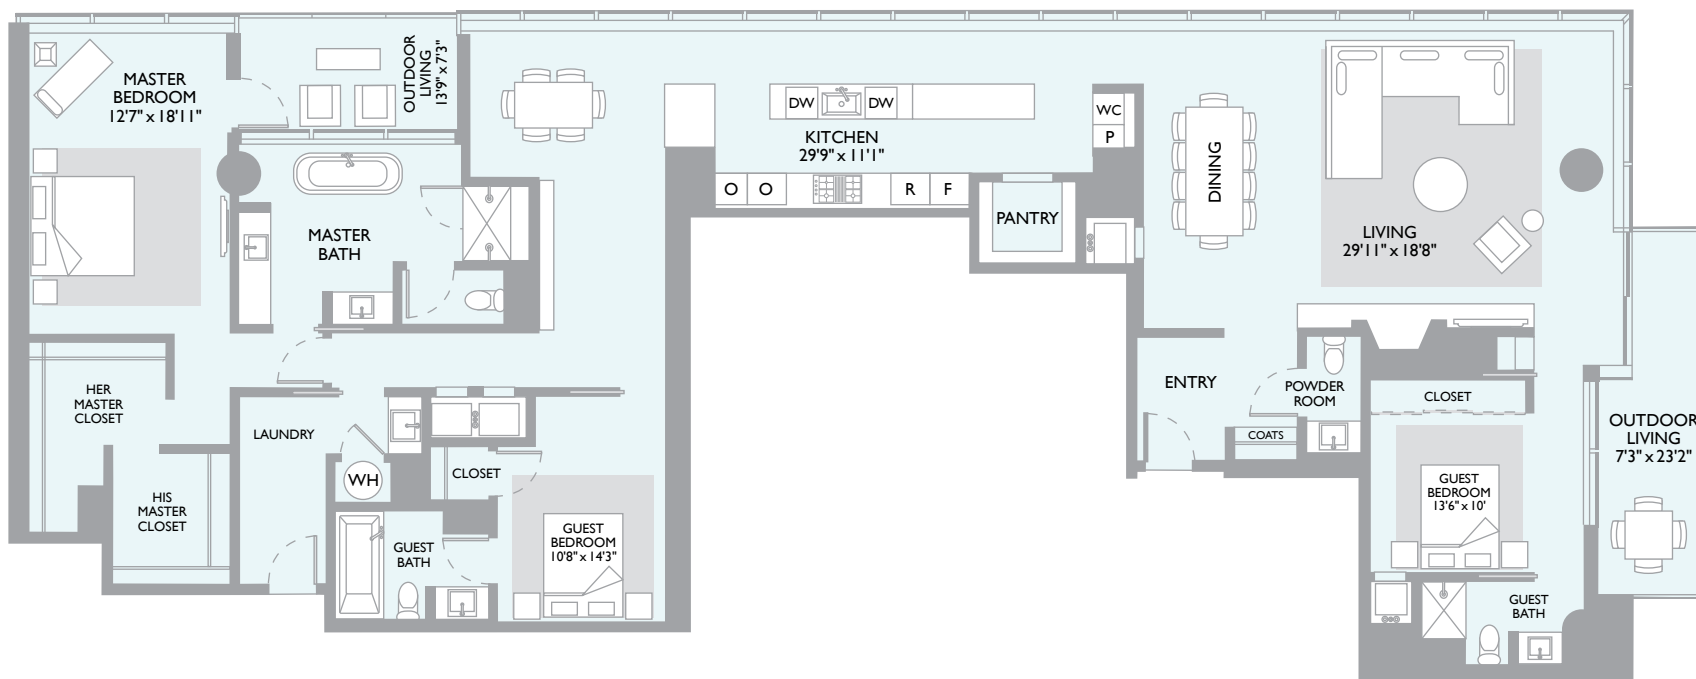 MASTER
BEDROOM
12'7" x 18'11"
OUTDOOR
LIVING
13'9" x 7'3"
DW
DW
KITCHEN
29'9" x 11'1"
WC
P
O
O
R
F
PANTRY
DINING
LIVING
29'11" x 18'8"
MASTER
BATH
HER
MASTER
CLOSET
HIS
MASTER
CLOSET
LAUNDRY
WH
CLOSET
GUEST
BATH
GUEST
BEDROOM
10'8" x 14'3"
ENTRY
POWDER
ROOM
COATS
CLOSET
GUEST
BEDROOM
13'6" x 10'
OUTDOOR
LIVING
7'3" x 23'2"
GUEST
BATH